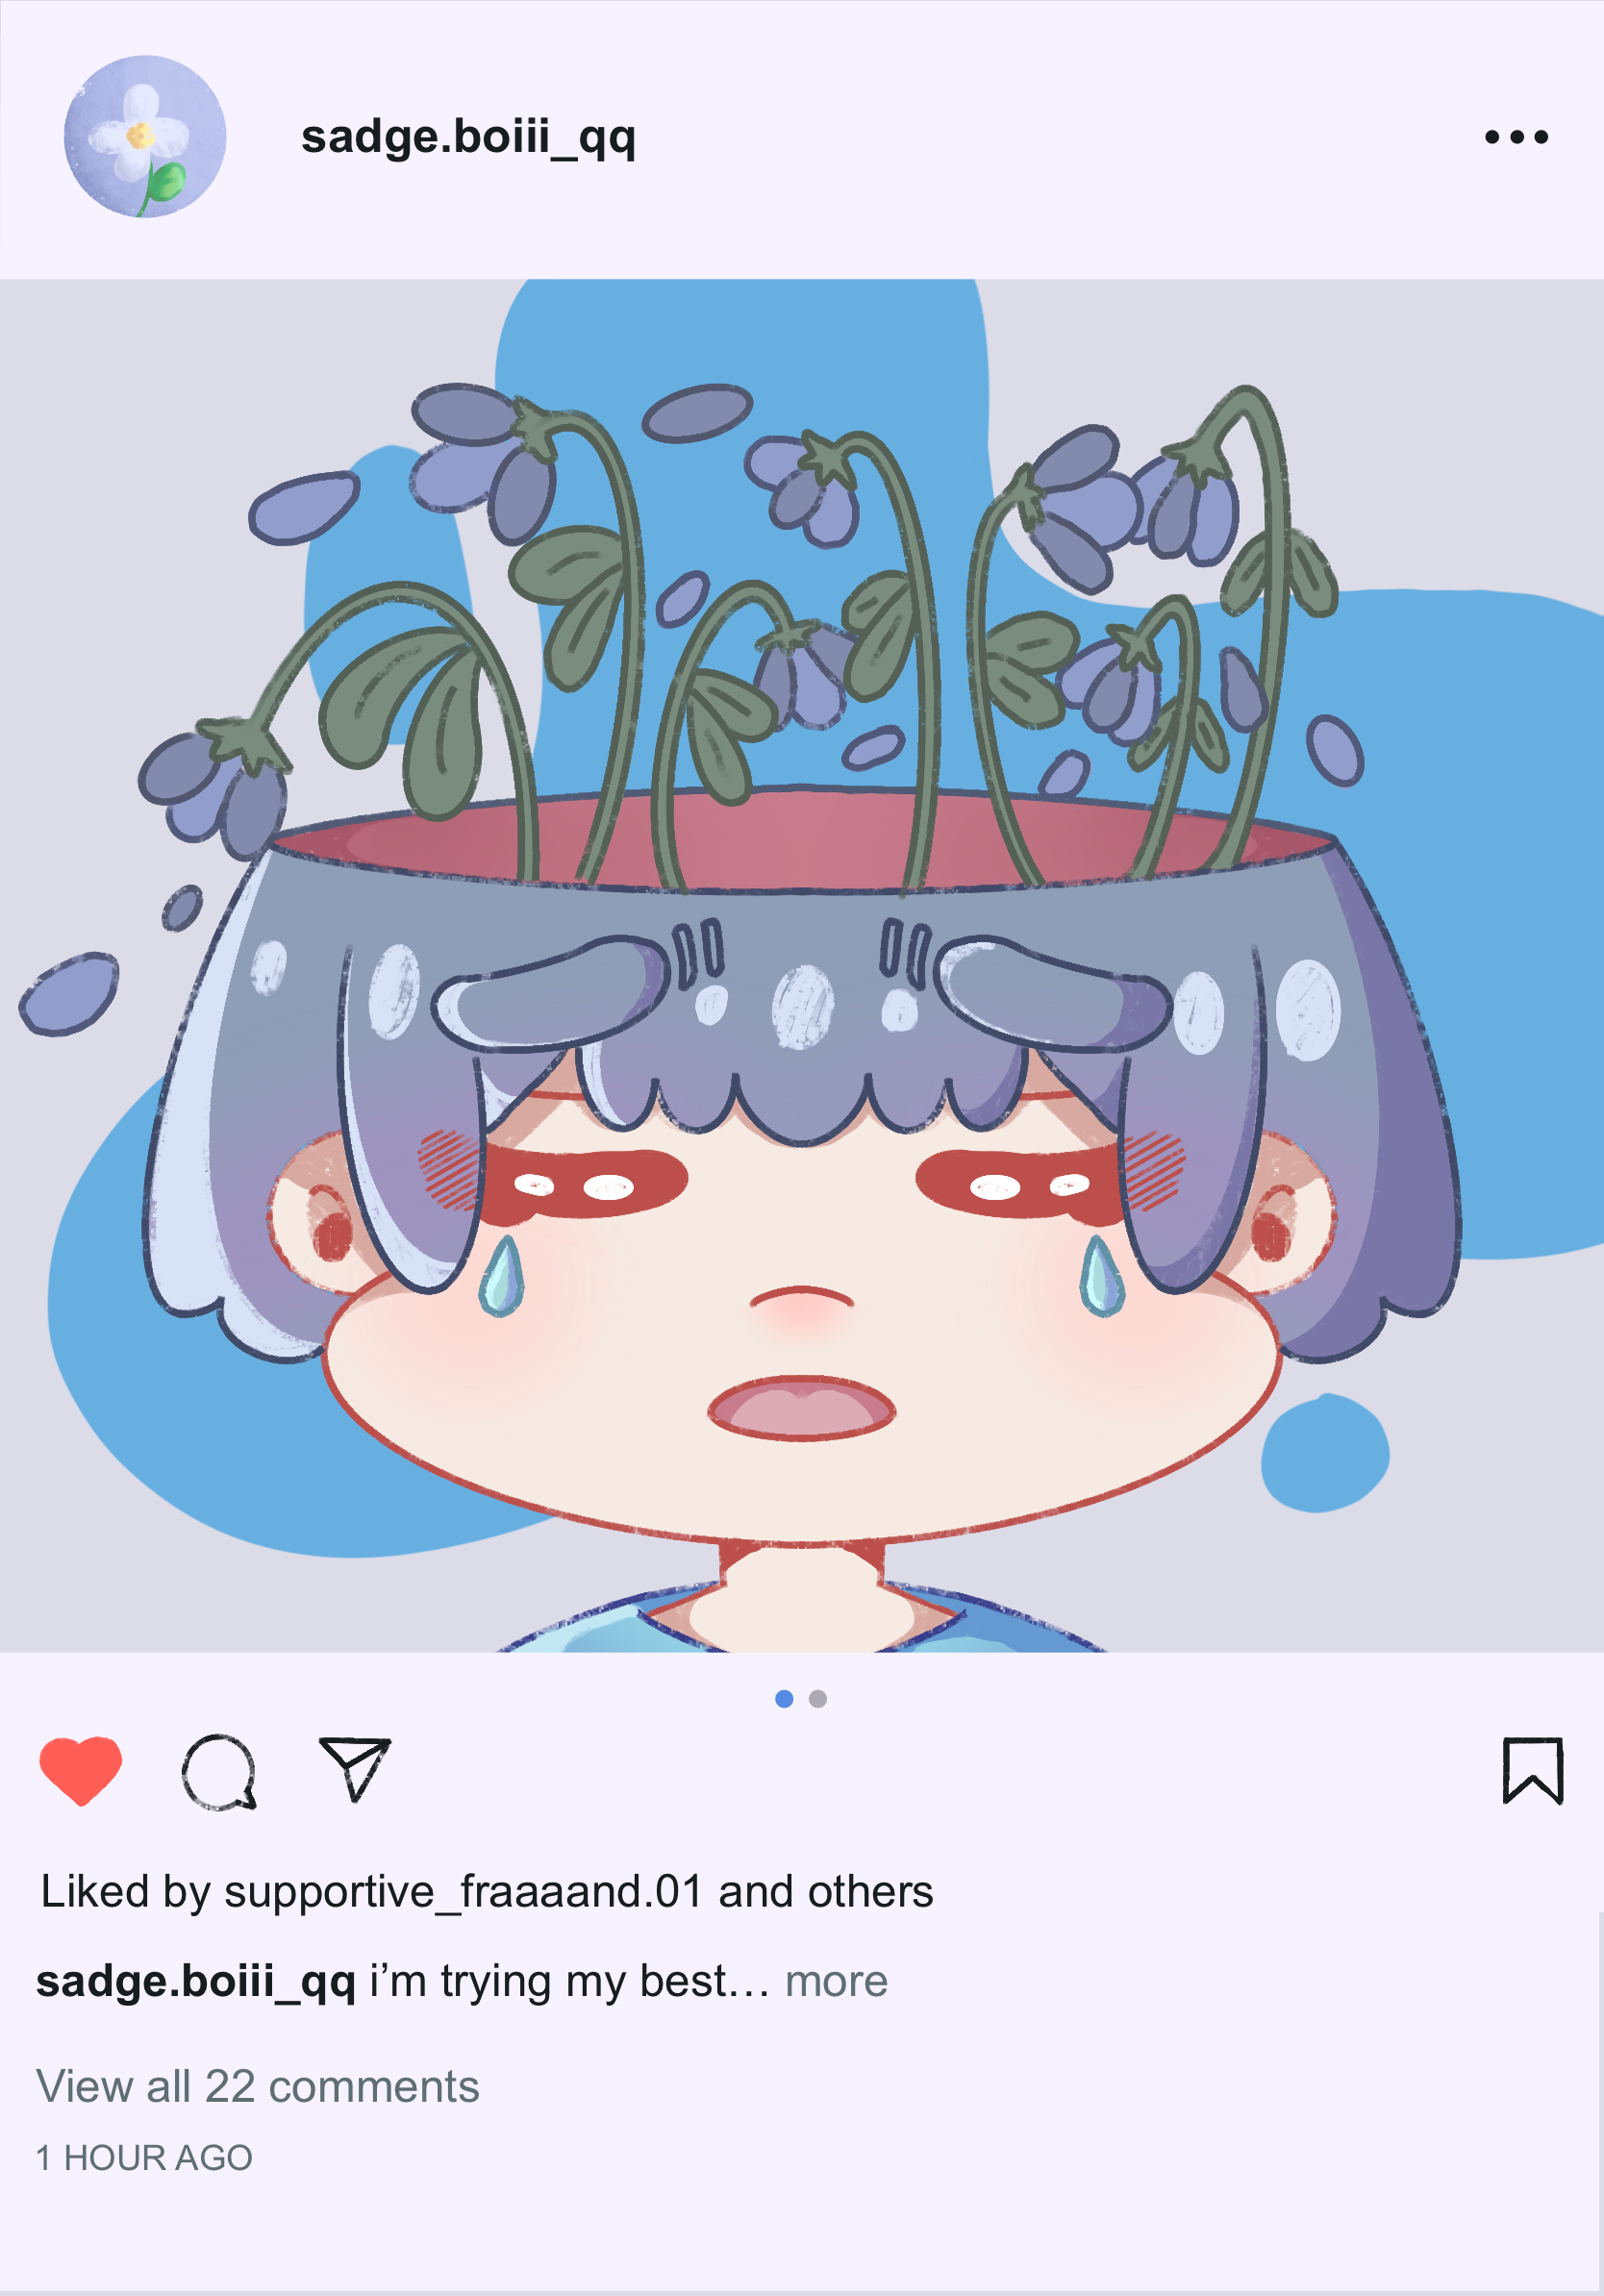 sadge.boiii_qq
Liked by supportive_fraaaand.01 and others
sadge.boiii_qq i’m trying my best… more
View all 22 comments
1 HOUR AGO